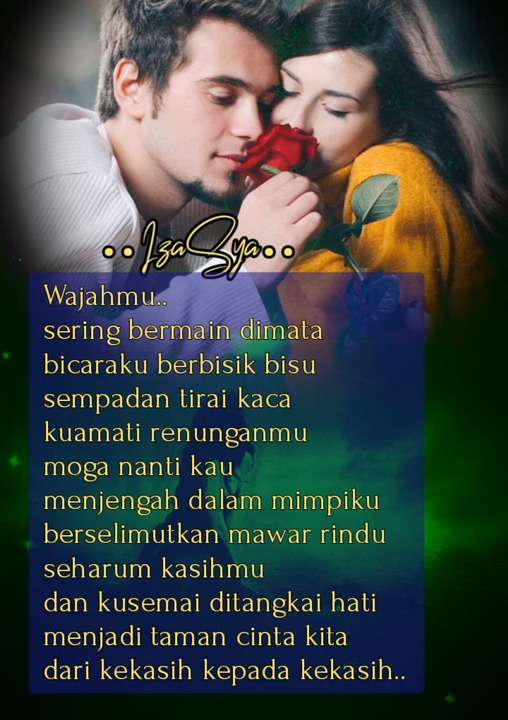 ..IzaSya..
Wajahmu..
sering bermain dimata
bicaraku berbisik bisu
sempadan tirai kaca
kuamati renunganmu
moga nanti kau
menjengah dalam mimpiku
berselimutkan mawar rindu
seharum kasihmu
dan kusemai ditangkai hati
menjadi taman cinta kita
dari kekasih kepada kekasih..